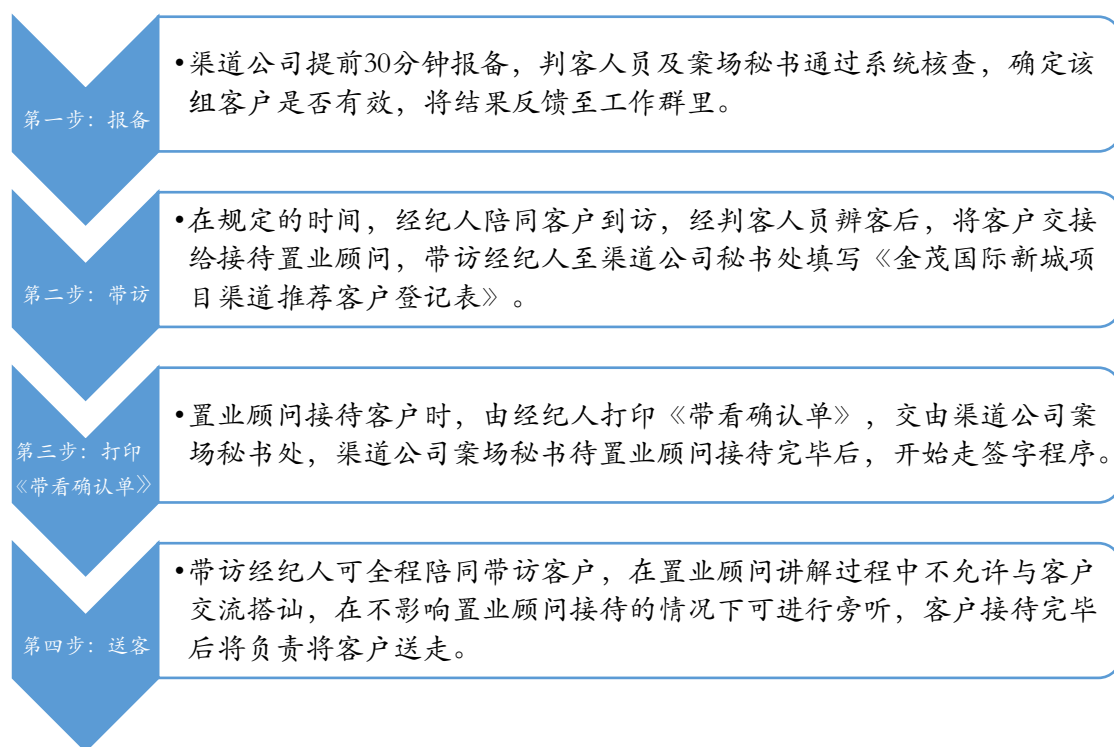 第一步：报备
•渠道公司提前30分钟报备，判客人员及案场秘书通过系统核查，确定该
组客户是否有效，将结果反馈至工作群里。
第二步：带访
•在规定的时间，经纪人陪同客户到访，经判客人员辨客后，将客户交接
给接待置业顾问，带访经纪人至渠道公司秘书处填写《金茂国际新城项
目渠道推荐客户登记表》。
第三步：打印
《带看确认单》
•置业顾问接待客户时，由经纪人打印《带看确认单》，交由渠道公司案
场秘书处，渠道公司案场秘书待置业顾问接待完毕后，开始走签字程序。
第四步：送客
•带访经纪人可全程陪同带访客户，在置业顾问讲解过程中不允许与客户
交流搭讪，在不影响置业顾问接待的情况下可进行旁听，客户接待完毕
后将负责将客户送走。